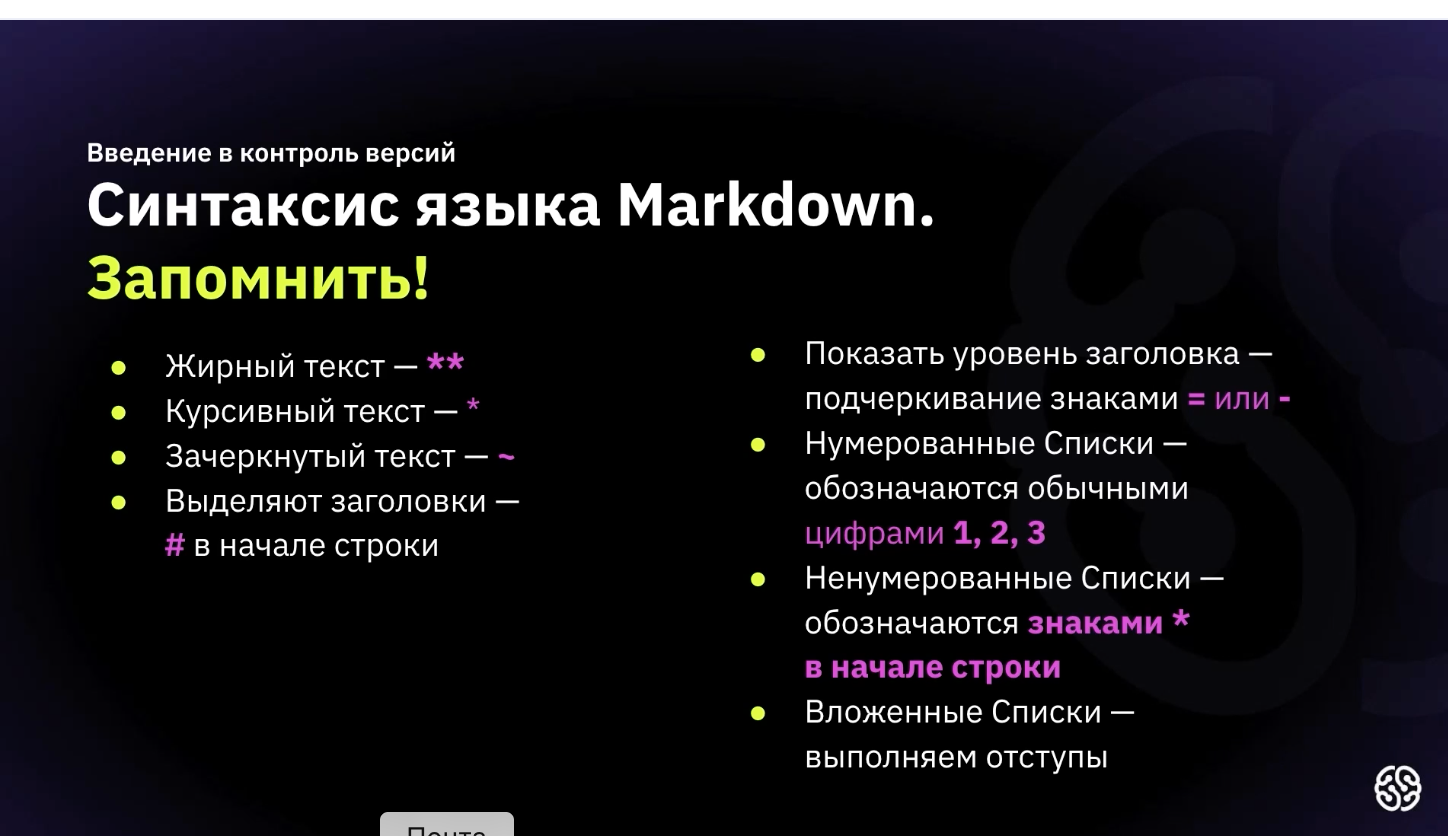 Введение в контроль версий
Синтаксис языка Markdown.
Запомнить!
● Жирный текст — **
● Курсивный текст — *
● Зачеркнутый текст — ~
● Выделяют заголовки —
# в начале строки
● Показать уровень заголовка —
подчеркивание знаками = или -
● Нумерованные Списки —
обозначаются обычными
цифрами 1, 2, 3
● Ненумерованные Списки —
обозначаются знаками *
в начале строки
● Вложенные Списки —
выполняем отступы